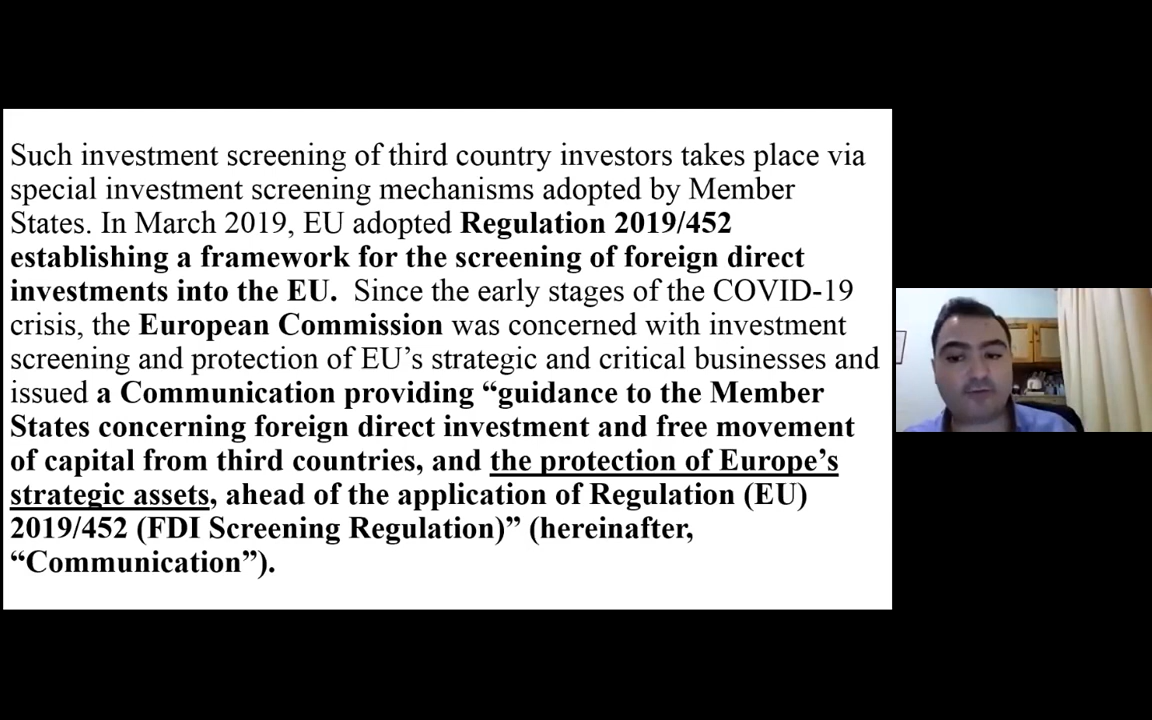 Such investment screening of third country investors takes place via
special investment screening mechanisms adopted by Member
States. In March 2019, EU adopted Regulation 2019/452
establishing a framework for the screening of foreign direct
investments into the EU. Since the early stages of the COVID-19
crisis, the European Commission was concerned with investment
screening and protection of EU’s strategic and critical businesses and
issued a Communication providing “guidance to the Member
States concerning foreign direct investment and free movement
of capital from third countries, and the protection of Europe’s
strategic assets, ahead of the application of Regulation (EU)
2019/452 (FDI Screening Regulation)” (hereinafter,
“Communication”).